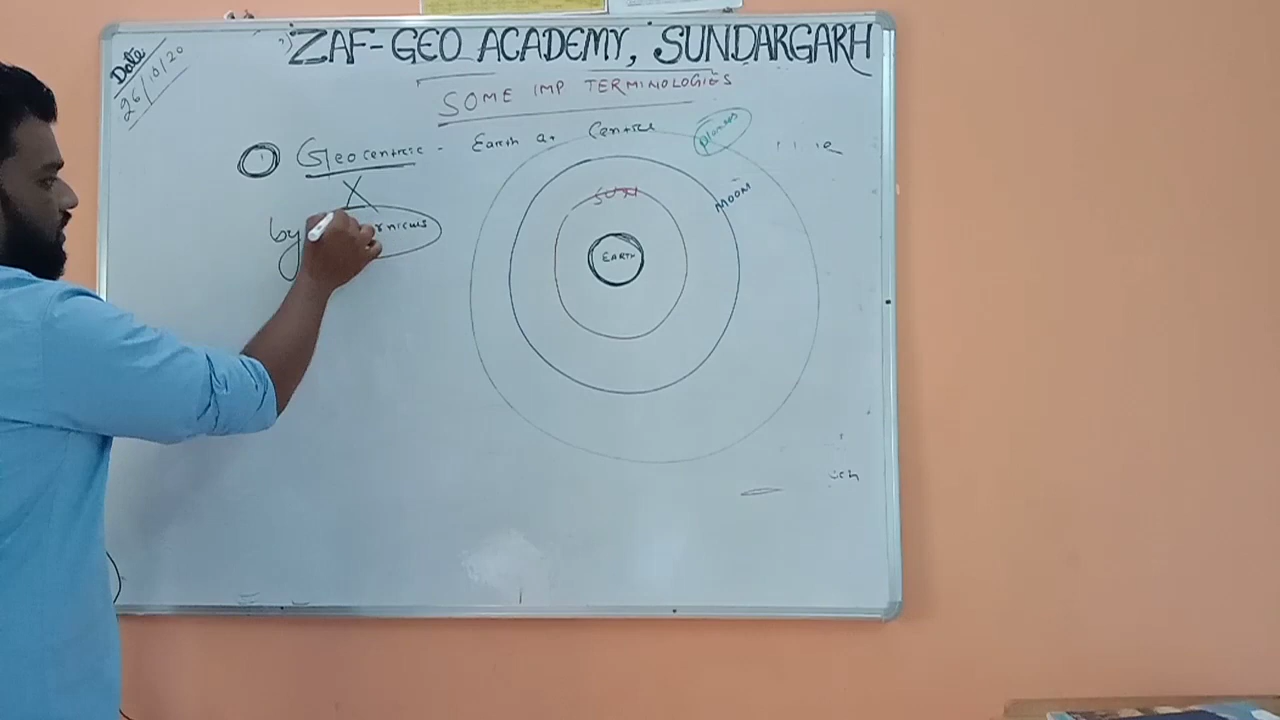 ZAF-GEO ACADEMY, SUNDARGARH
Date
26/10/20
SOME IMP TERMINOLOGIES
1 Geocentric - Earth at Centre
planets
X
by
SUN
MOON
EARTH